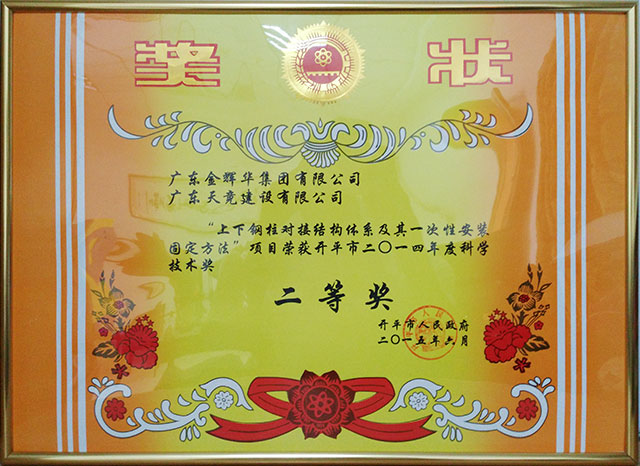 奖 状
广东金辉华集团有限公司
广东天竟建设有限公司
“上下钢柱对接结构体系及其一次性安装
固定方法”项目荣获开平市二〇一四年度科学
技术奖
二等奖
开平市人民政府
二〇一五年六月